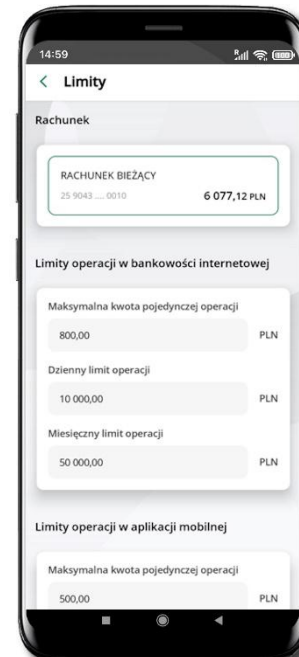 14:59
Limity
Rachunek
RACHUNEK BIEŻĄCY
25 9043 .... 0010
6 077,12 PLN
Limity operacji w bankowości internetowej
Maksymalna kwota pojedynczej operacji
800,00 PLN
Dzienny limit operacji
10 000,00 PLN
Miesięczny limit operacji
50 000,00 PLN
Limity operacji w aplikacji mobilnej
Maksymalna kwota pojedynczej operacji
500,00 PLN